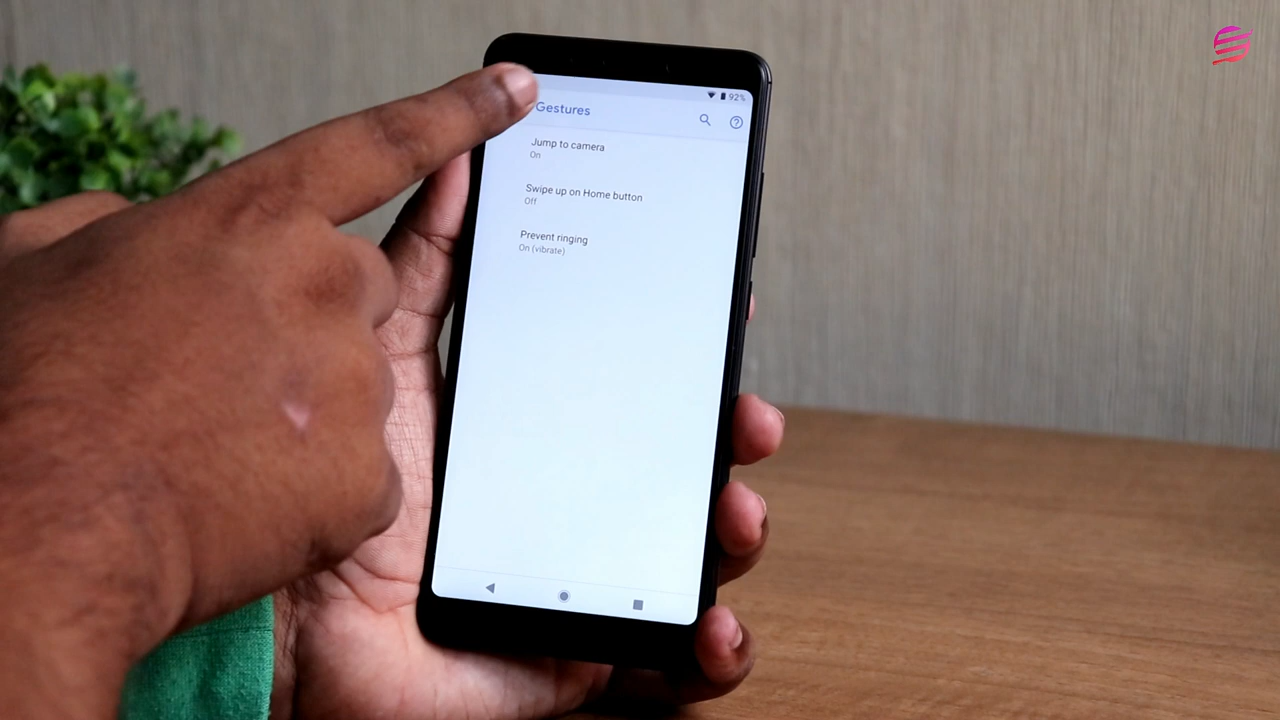 92%
Gestures
Jump to camera
On
Swipe up on Home button
Off
Prevent ringing
On (vibrate)